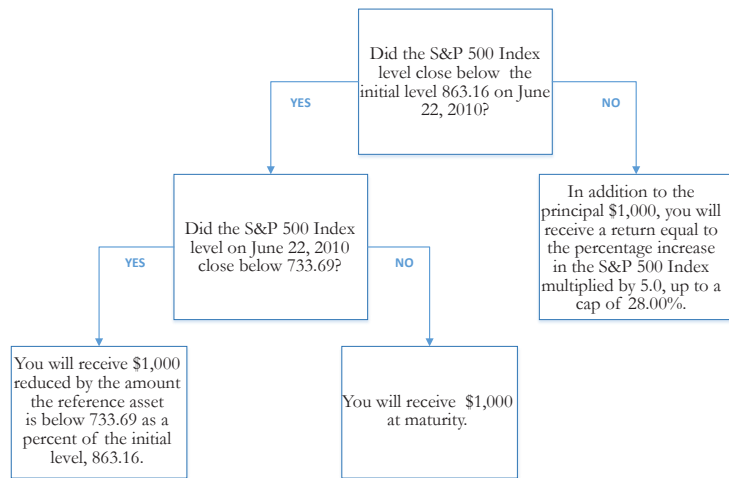 Did the S&P 500 Index
level close below the
initial level 863.16 on June
22, 2010?
YES
NO
Did the S&P 500 Index
level on June 22, 2010
close below 733.69?
In addition to the
principal $1,000, you will
receive a return equal to
the percentage increase
in the S&P 500 Index
multiplied by 5.0, up to a
cap of 28.00%.
YES
NO
You will receive $1,000
reduced by the amount
the reference asset
is below 733.69 as a
percent of the initial
level, 863.16.
You will receive $1,000
at maturity.